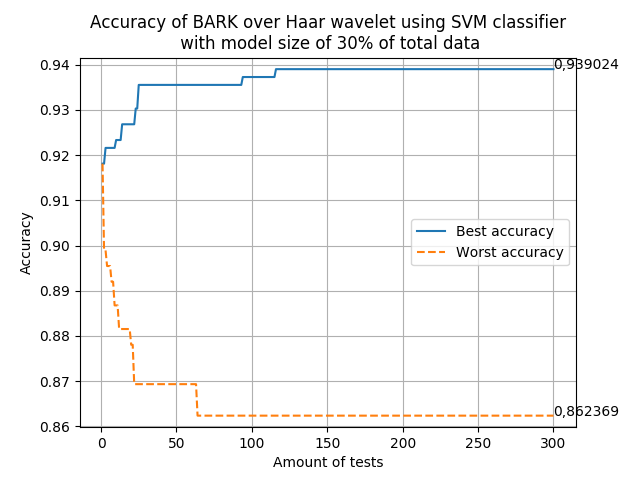 Accuracy of BARK over Haar wavelet using SVM classifier
with model size of 30% of total data
0.94
0,939024
0.93
0.92
0.91
0.90
0.89
0.88
0.87
0.86
Accuracy
Best accuracy
Worst accuracy
0,862369
0 50 100 150 200 250 300
Amount of tests